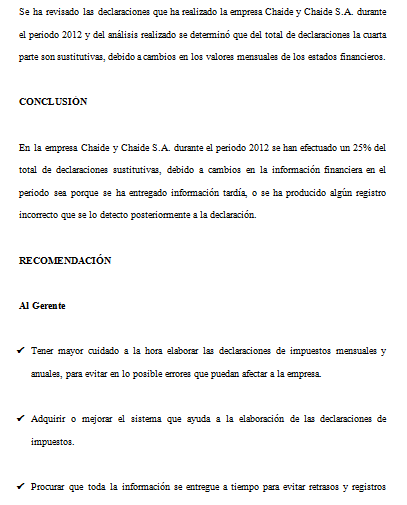 Se ha revisado las declaraciones que ha realizado la empresa Chaide y Chaide S.A. durante
el periodo 2012 y del análisis realizado se determinó que del total de declaraciones la cuarta
parte son sustitutivas, debido a cambios en los valores mensuales de los estados financieros.
CONCLUSIÓN
En la empresa Chaide y Chaide S.A. durante el periodo 2012 se han efectuado un 25% del
total de declaraciones sustitutivas, debido a cambios en la información financiera en el
periodo sea porque se ha entregado información tardía, o se ha producido algún registro
incorrecto que se lo detecto posteriormente a la declaración.
RECOMENDACIÓN
Al Gerente
✓ Tener mayor cuidado a la hora elaborar las declaraciones de impuestos mensuales y
anuales, para evitar en lo posible errores que puedan afectar a la empresa.
✓ Adquirir o mejorar el sistema que ayuda a la elaboración de las declaraciones de
impuestos.
✓ Procurar que toda la información se entregue a tiempo para evitar retrasos y registros